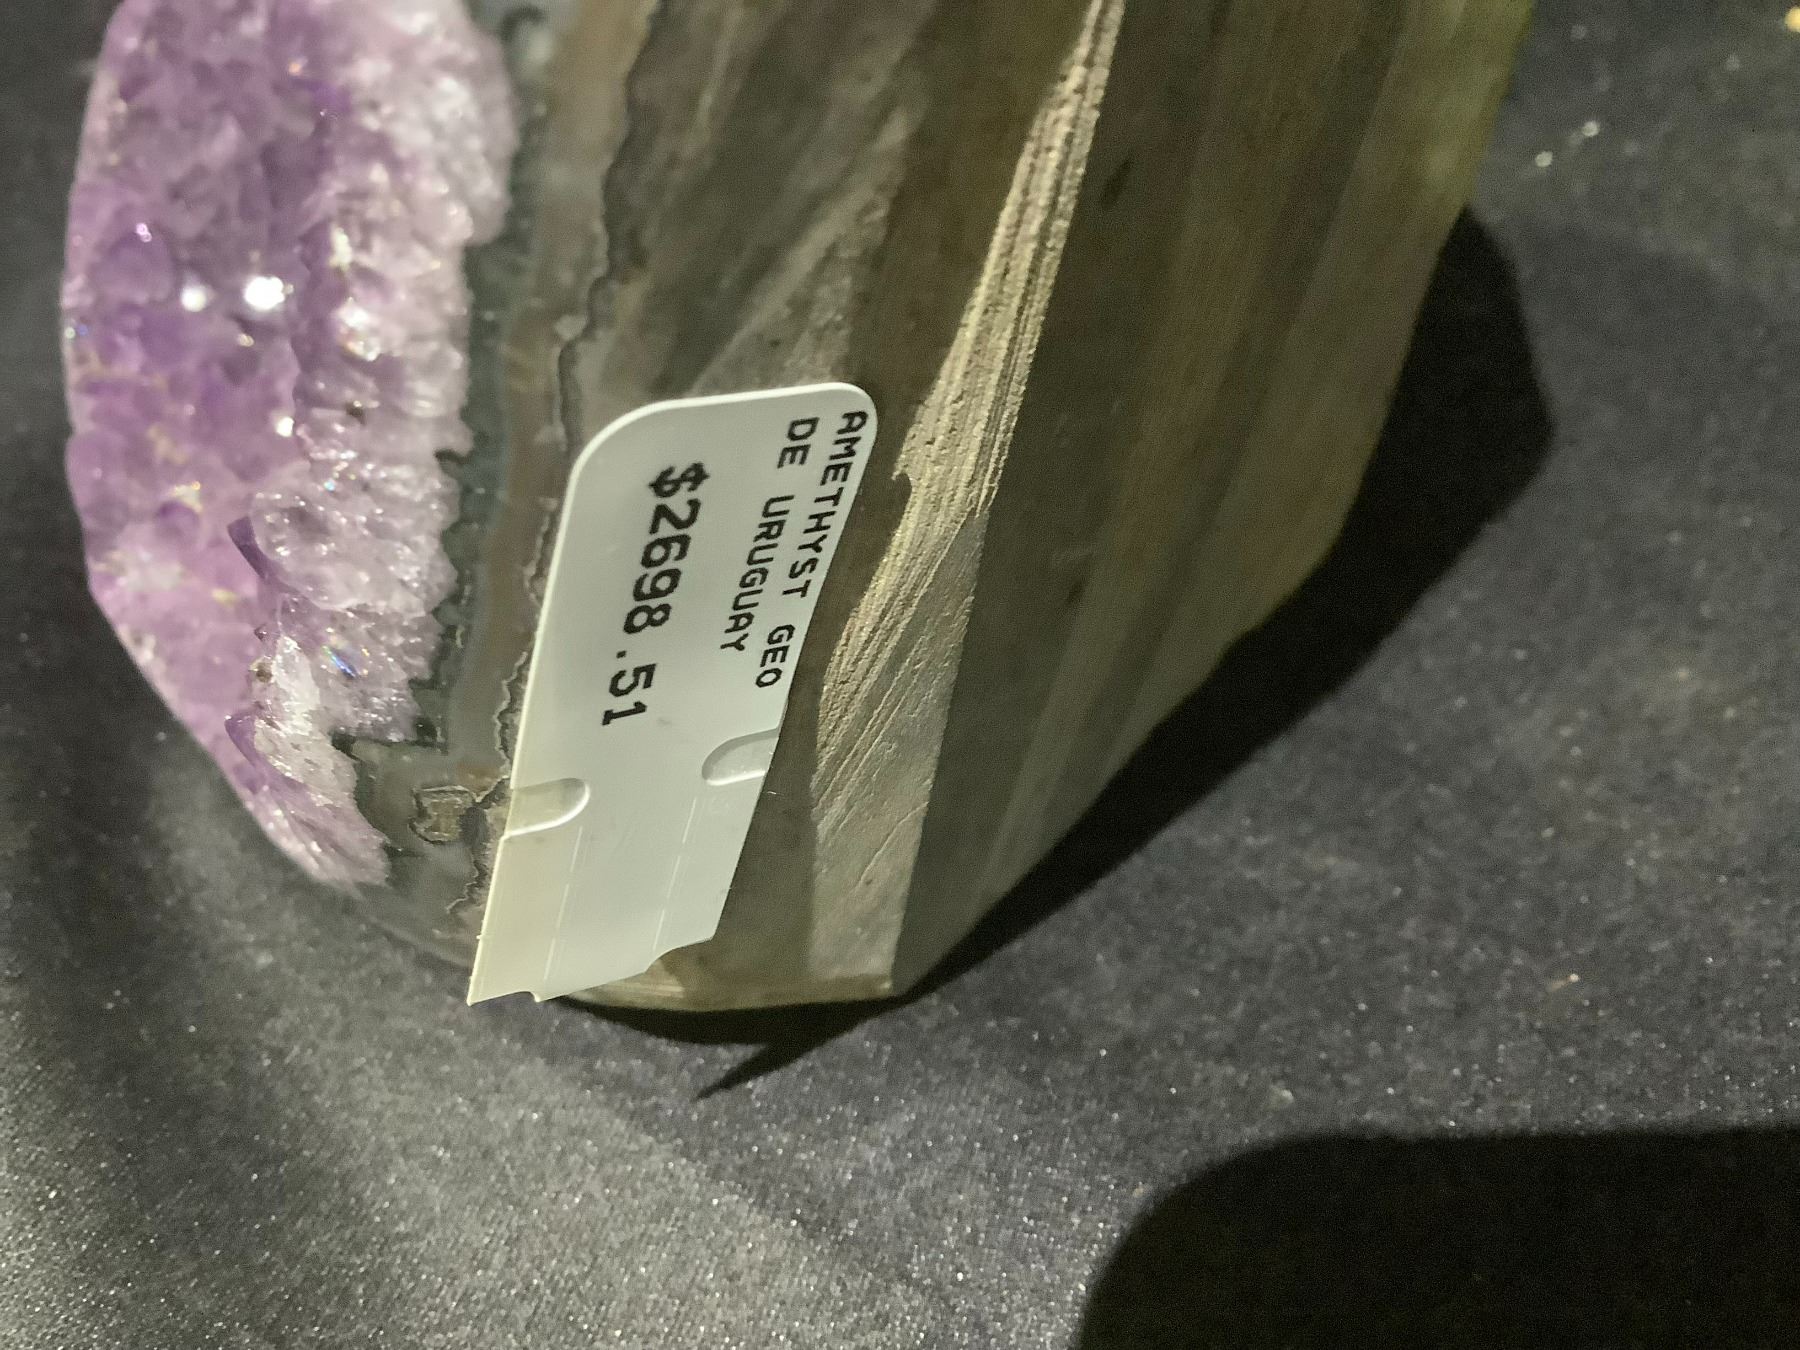 AMETHYST GEO
DE URUGUAY
$2698.51